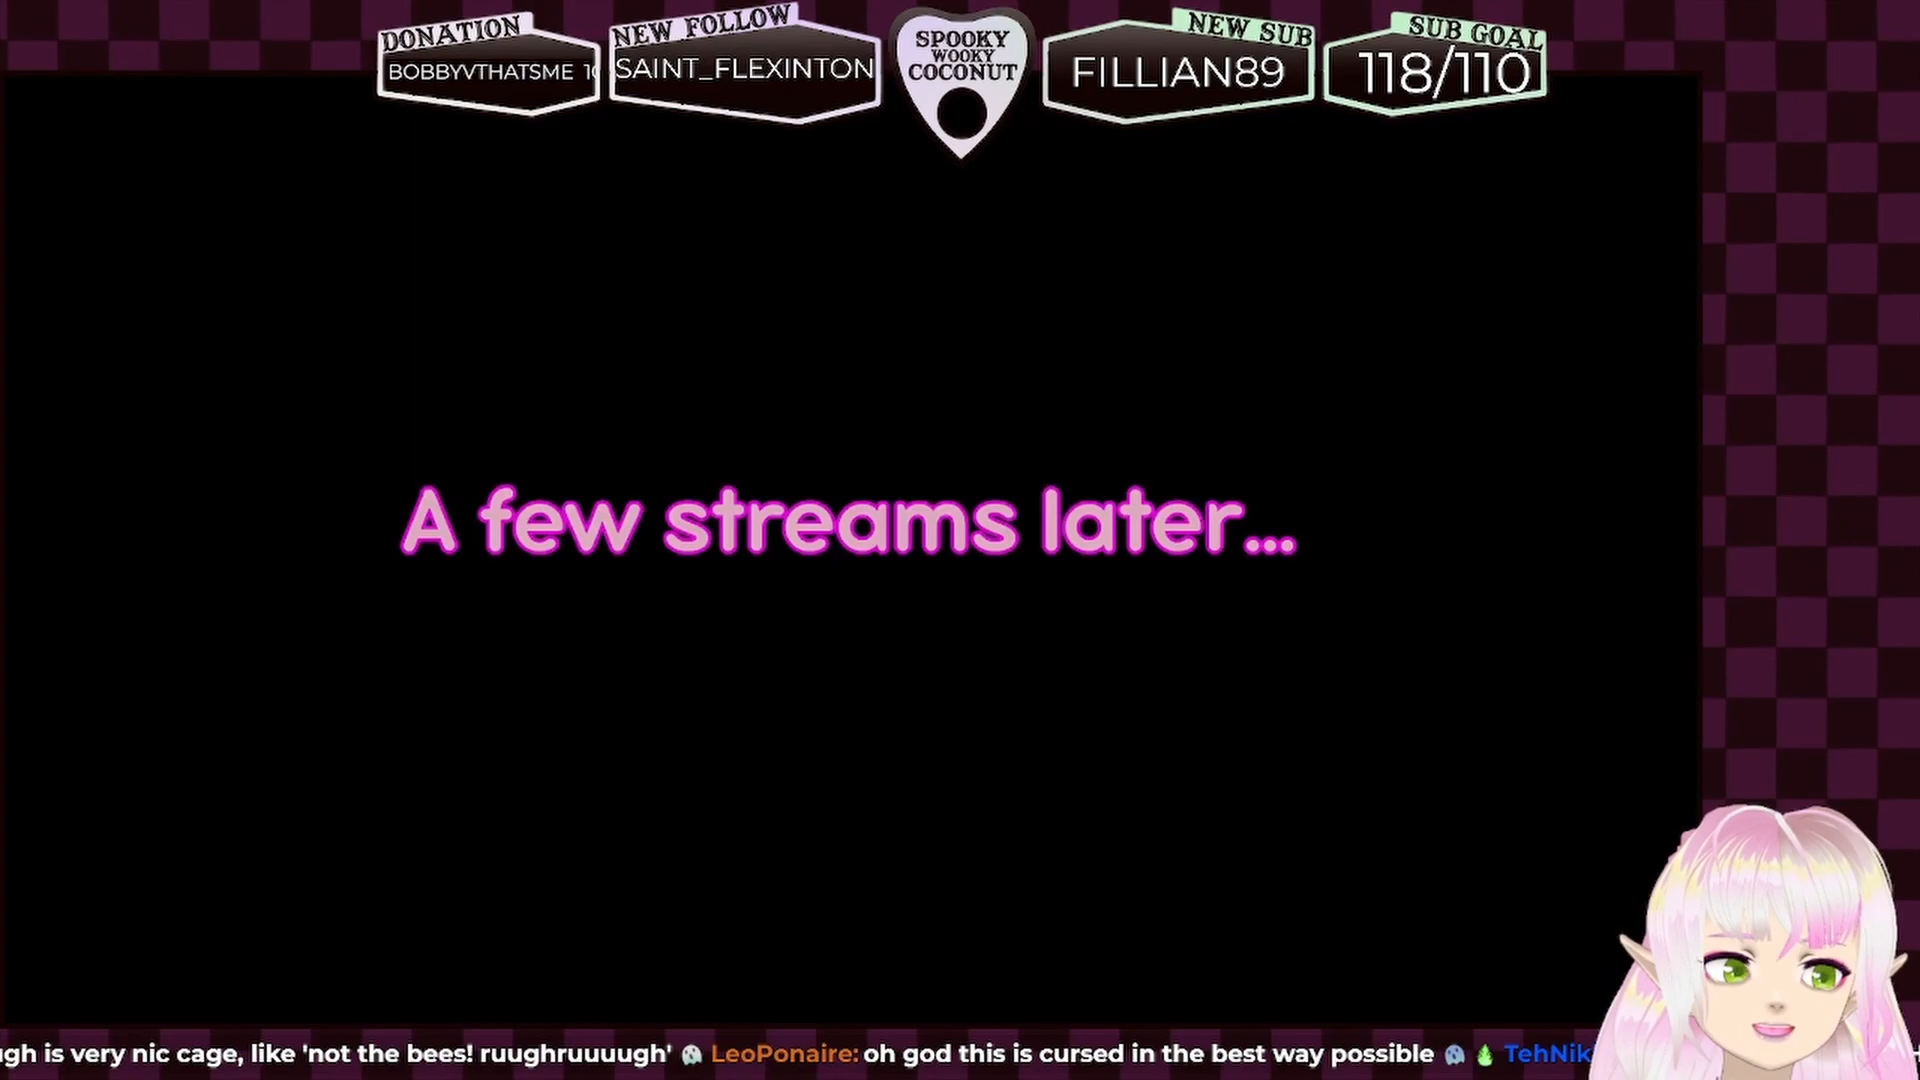 DONATION
BOBBYVTHATSME
NEW FOLLOW
SAINT_FLEXINTON
SPOOKY
WOOKY
COCONUT
NEW SUB
FILLIAN89
SUB GOAL
118/110
A few streams later...
is very nic cage, like 'not the bees! ruughruuuugh' LeoPonaire: oh god this is cursed in the best way possible TehNik